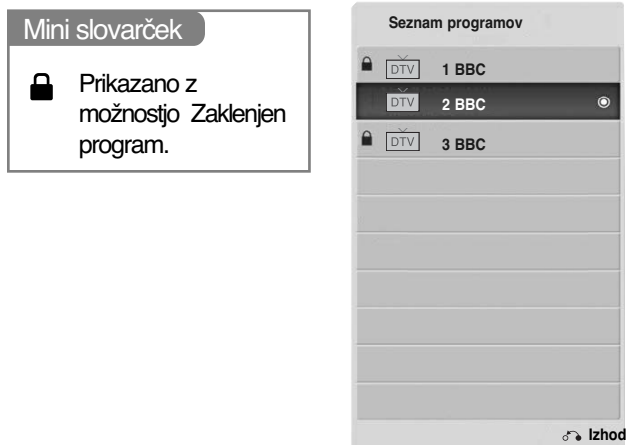 Mini slovarček
Prikazano z
možnostjo Zaklenjen
program.
Seznam programov
DTV 1 BBC
DTV 2 BBC
DTV 3 BBC
Izhod